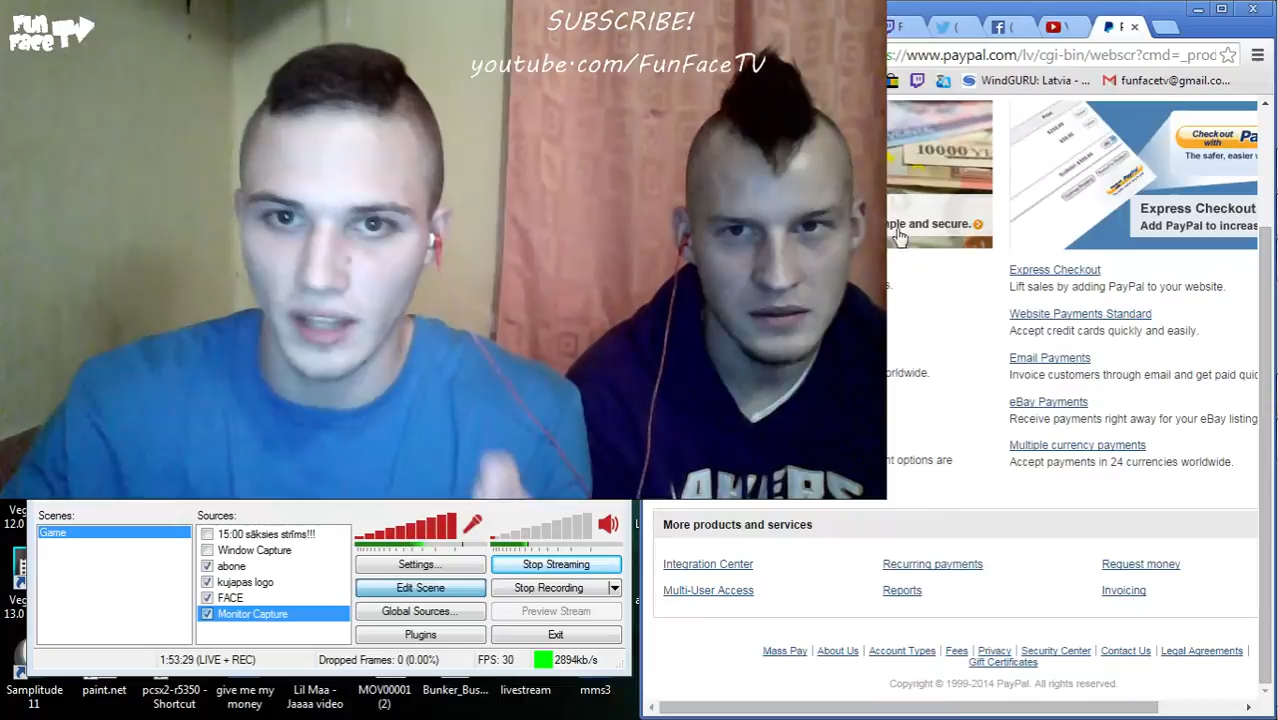 FUN
FACE TV
SUBSCRIBE!
youtube.com/FunFaceTV
s://www.paypal.com/lv/cgi-bin/webscr?cmd=_prod
WindGURU: Latvia - ...
funfacetv@gmail.co...
10000
ple and secure.
Checkout
with Pa
The safer, easier
Express Checkout
Add PayPal to increas
Express Checkout
Lift sales by adding PayPal to your website.
s.
Website Payments Standard
Accept credit cards quickly and easily.
Email Payments
Invoice customers through email and get paid quic
orldwide.
eBay Payments
Receive payments right away for your eBay listing
Multiple currency payments
Accept payments in 24 currencies worldwide.
nt options are
More products and services
Integration Center
Recurring payments
Request money
Multi-User Access
Reports
Invoicing
Mass Pay | About Us | Account Types | Fees | Privacy | Security Center | Contact Us | Legal Agreements |
Gift Certificates
Copyright © 1999-2014 PayPal. All rights reserved.
Scenes:
Game
Sources:
15:00 sāksies strīms!!!
Window Capture
abone
kujapas logo
FACE
Monitor Capture
Settings...
Stop Streaming
Edit Scene
Stop Recording
Global Sources...
Preview Stream
Plugins
Exit
1:53:29 (LIVE + REC)
Dropped Frames: 0 (0.00%)
FPS: 30
2894kb/s
Veg
12.0
Veg
13.0
Samplitude
11
paint.net
pcsx2-r5350 -
Shortcut
give me my
money
Lil Maa -
Jaaaa video
MOV00001
(2)
Bunker_Bus...
livestream
mms3